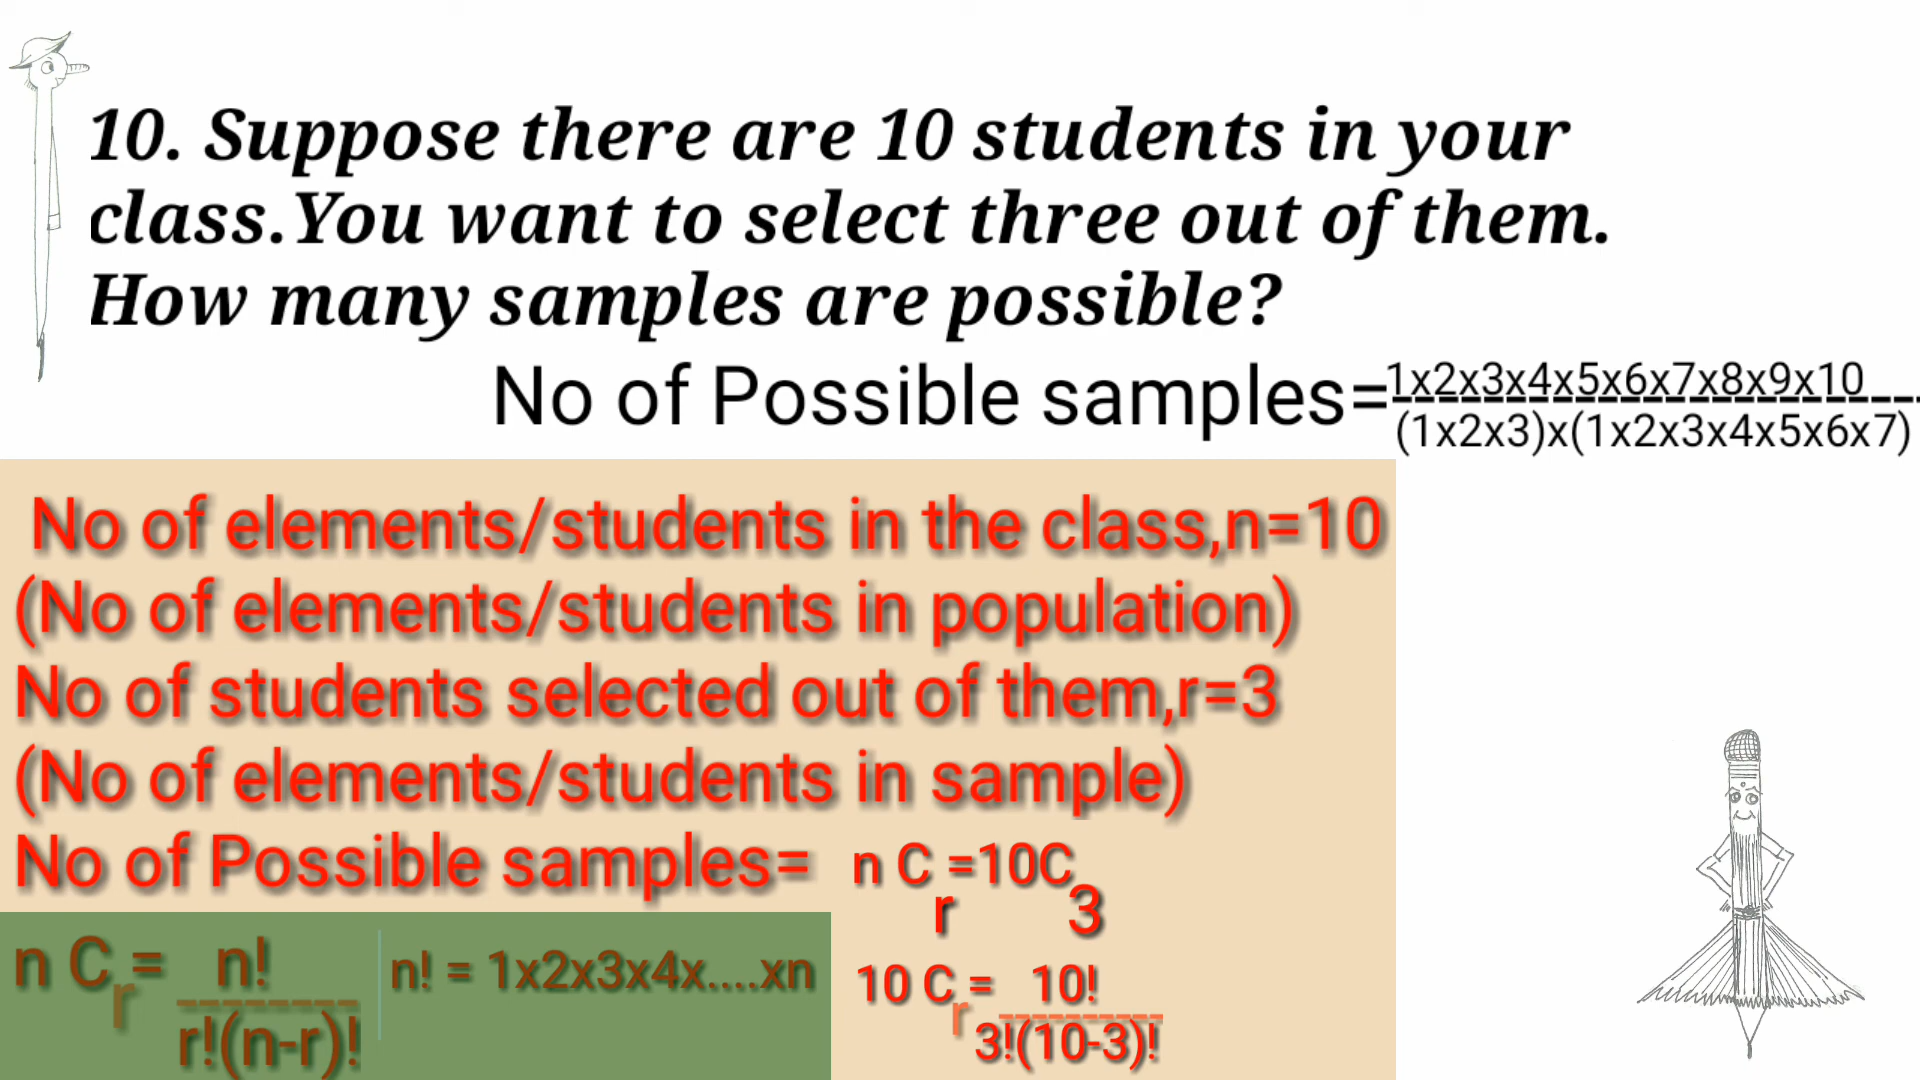 10. Suppose there are 10 students in your
class.You want to select three out of them.
How many samples are possible?
No of Possible samples=1x2x3x4x5x6x7x8x9x10
(1x2x3)x(1x2x3x4x5x6x7)
No of elements/students in the class,n=10
(No of elements/students in population)
No of students selected out of them,r=3
(No of elements/students in sample)
No of Possible samples= n C =10C
r 3
n C = n!
r
r!(n-r)!
n! = 1x2x3x4x....xn
10 C = 10!
r
3!(10-3)!